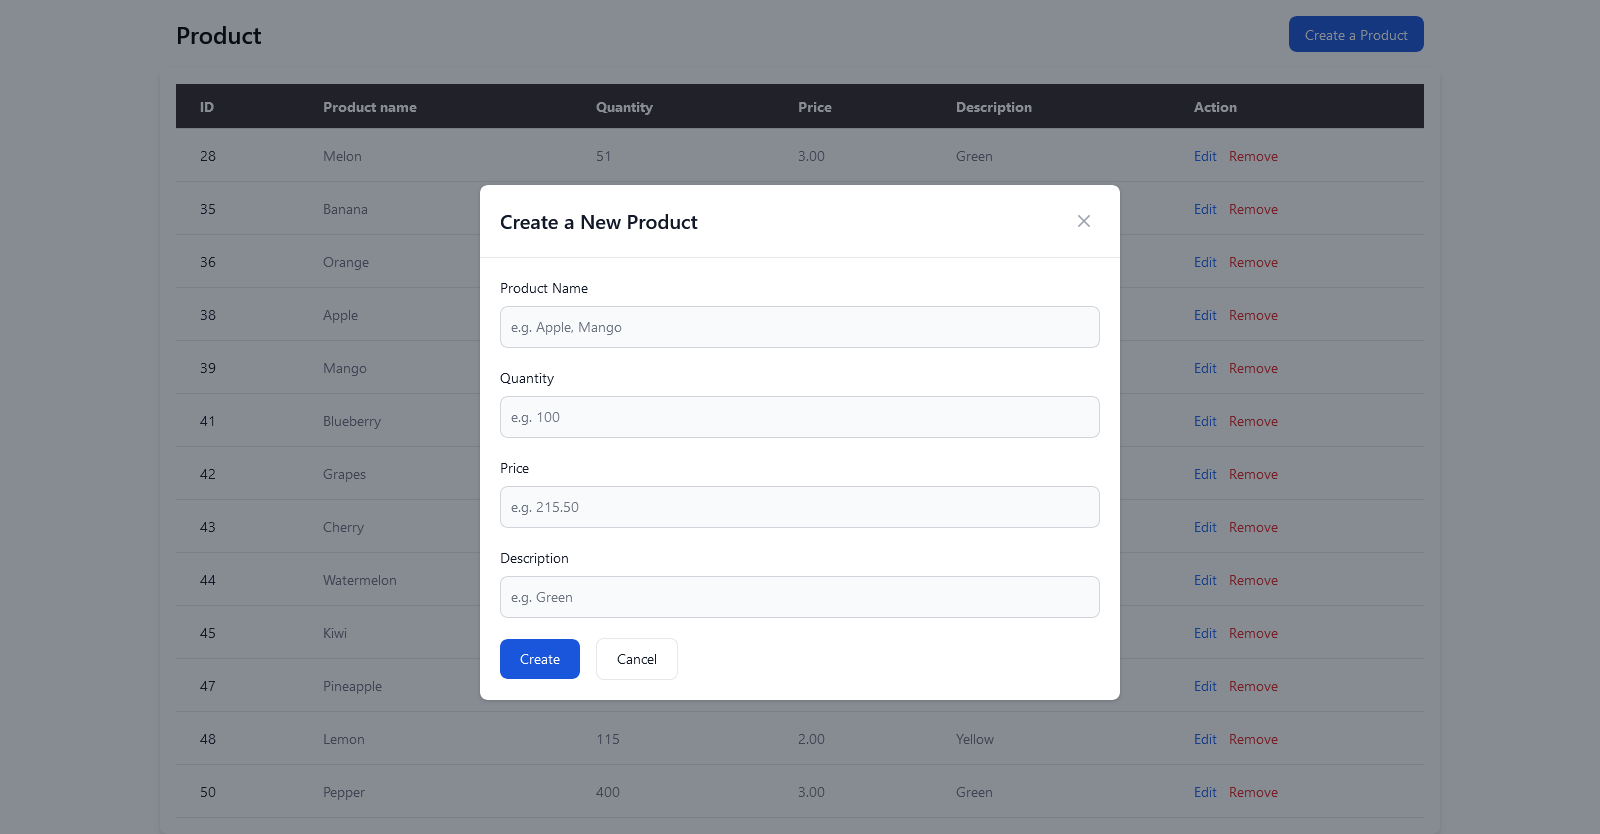 Product
Create a Product
ID Product name Quantity Price Description Action
28 Melon 51 3.00 Green Edit Remove
35 Banana Edit Remove
36 Orange Edit Remove
38 Apple Edit Remove
39 Mango Edit Remove
41 Blueberry Edit Remove
42 Grapes Edit Remove
43 Cherry Edit Remove
44 Watermelon Edit Remove
45 Kiwi Edit Remove
47 Pineapple Edit Remove
48 Lemon 115 2.00 Yellow Edit Remove
50 Pepper 400 3.00 Green Edit Remove
Create a New Product
Product Name
e.g. Apple, Mango
Quantity
e.g. 100
Price
e.g. 215.50
Description
e.g. Green
Create Cancel